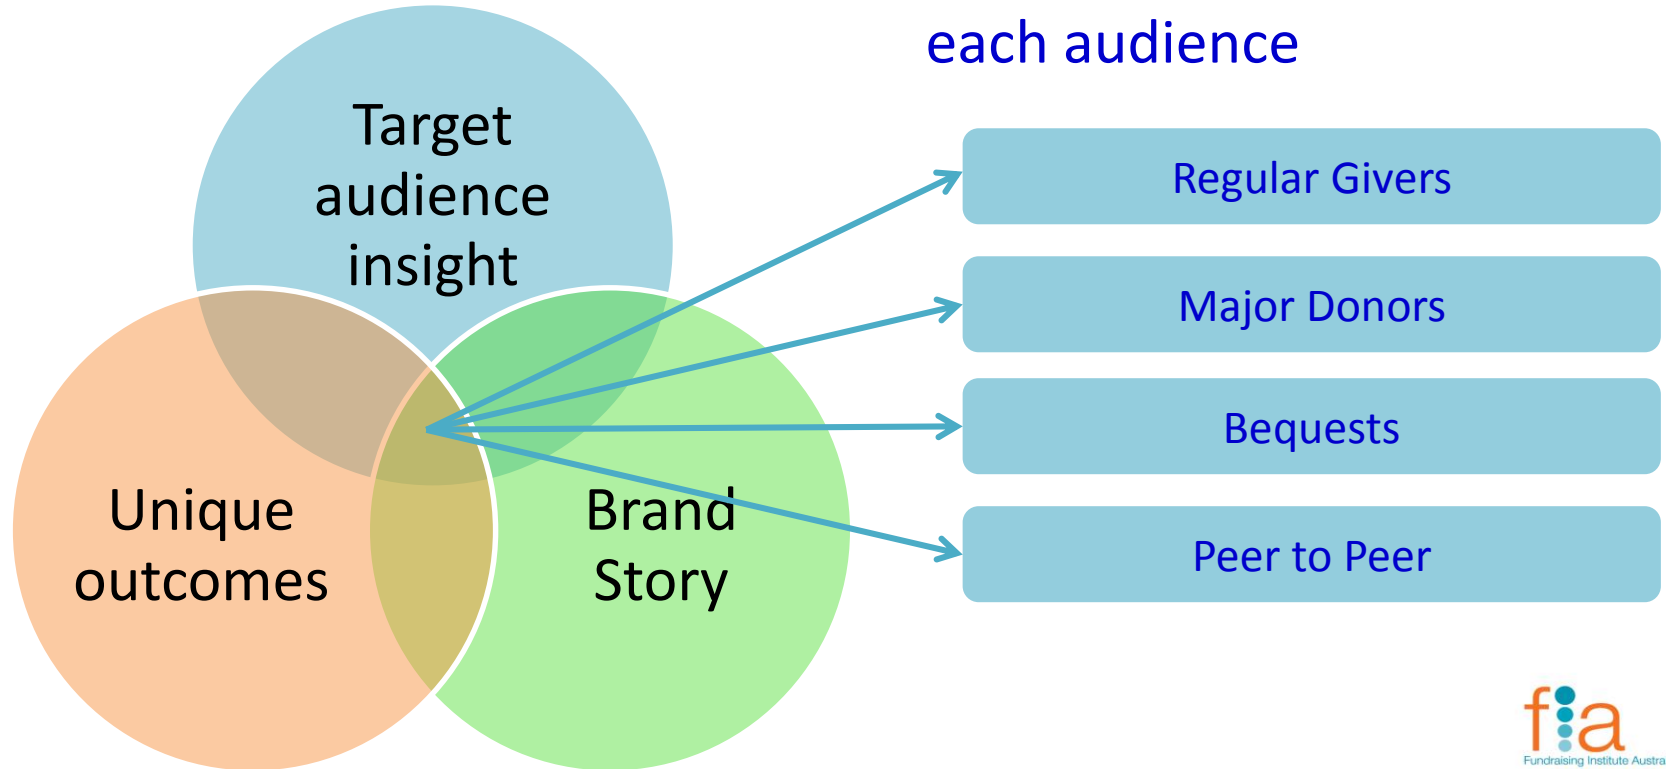 each audience
Target
audience
insight
Unique
outcomes
Brand
Story
Regular Givers
Major Donors
Bequests
Peer to Peer
fia
Fundraising Institute Austra